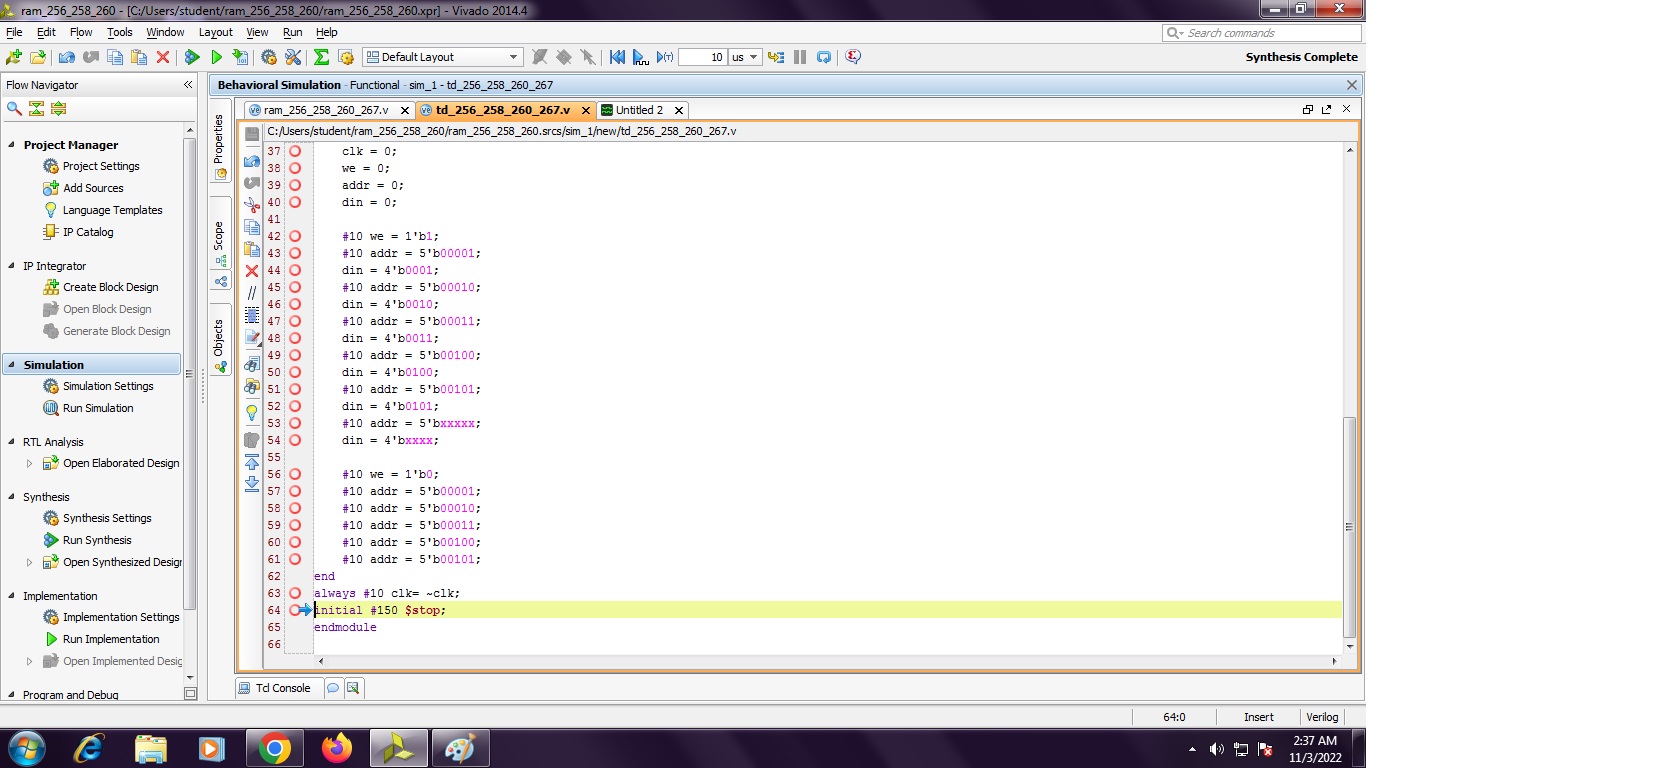 ram_256_258_260 - [C:/Users/student/ram_256_258_260/ram_256_258_260.xpr] - Vivado 2014.4
File Edit Flow Tools Window Layout View Run Help
Search commands
Default Layout 10 us Synthesis Complete
Flow Navigator
Behavioral Simulation - Functional - sim_1 - td_256_258_260_267
ram_256_258_260_267.v td_256_258_260_267.v Untitled 2
C:/Users/student/ram_256_258_260/ram_256_258_260.srcs/sim_1/new/td_256_258_260_267.v
Project Manager
Project Settings
Add Sources
Language Templates
IP Catalog
IP Integrator
Create Block Design
Open Block Design
Generate Block Design
Simulation
Simulation Settings
Run Simulation
RTL Analysis
Open Elaborated Design
Synthesis
Synthesis Settings
Run Synthesis
Open Synthesized Design
Implementation
Implementation Settings
Run Implementation
Open Implemented Desig
Program and Debug
Properties
Scope
Objects
37 clk = 0;
38 we = 0;
39 addr = 0;
40 din = 0;
41
42 #10 we = 1'b1;
43 #10 addr = 5'b00001;
44 din = 4'b0001;
45 #10 addr = 5'b00010;
46 din = 4'b0010;
47 #10 addr = 5'b00011;
48 din = 4'b0011;
49 #10 addr = 5'b00100;
50 din = 4'b0100;
51 #10 addr = 5'b00101;
52 din = 4'b0101;
53 #10 addr = 5'bxxxxx;
54 din = 4'bxxxx;
55
56 #10 we = 1'b0;
57 #10 addr = 5'b00001;
58 #10 addr = 5'b00010;
59 #10 addr = 5'b00011;
60 #10 addr = 5'b00100;
61 #10 addr = 5'b00101;
62 end
63 always #10 clk= ~clk;
64 initial #150 $stop;
65 endmodule
66
Tcl Console
64:0 Insert Verilog
2:37 AM
11/3/2022